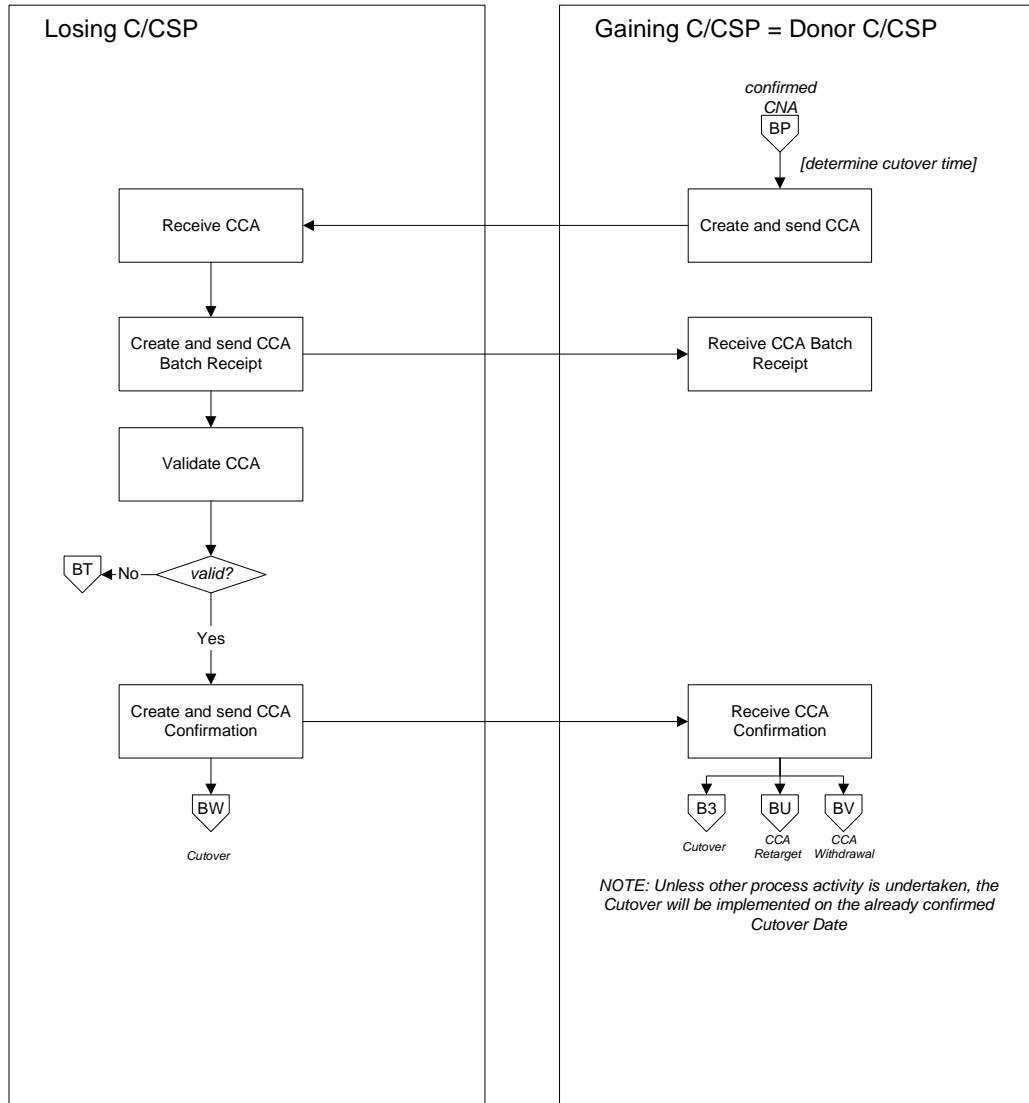 Losing C/CSP
Gaining C/CSP = Donor C/CSP
confirmed
CNA
BP
[determine cutover time]
Receive CCA
Create and send CCA
Create and send CCA
Batch Receipt
Receive CCA Batch
Receipt
Validate CCA
BT
No
valid?
Yes
Create and send CCA
Confirmation
Receive CCA
Confirmation
BW
Cutover
B3
BU
BV
Cutover
CCA
Retarget
CCA
Withdrawal
NOTE: Unless other process activity is undertaken, the
Cutover will be implemented on the already confirmed
Cutover Date